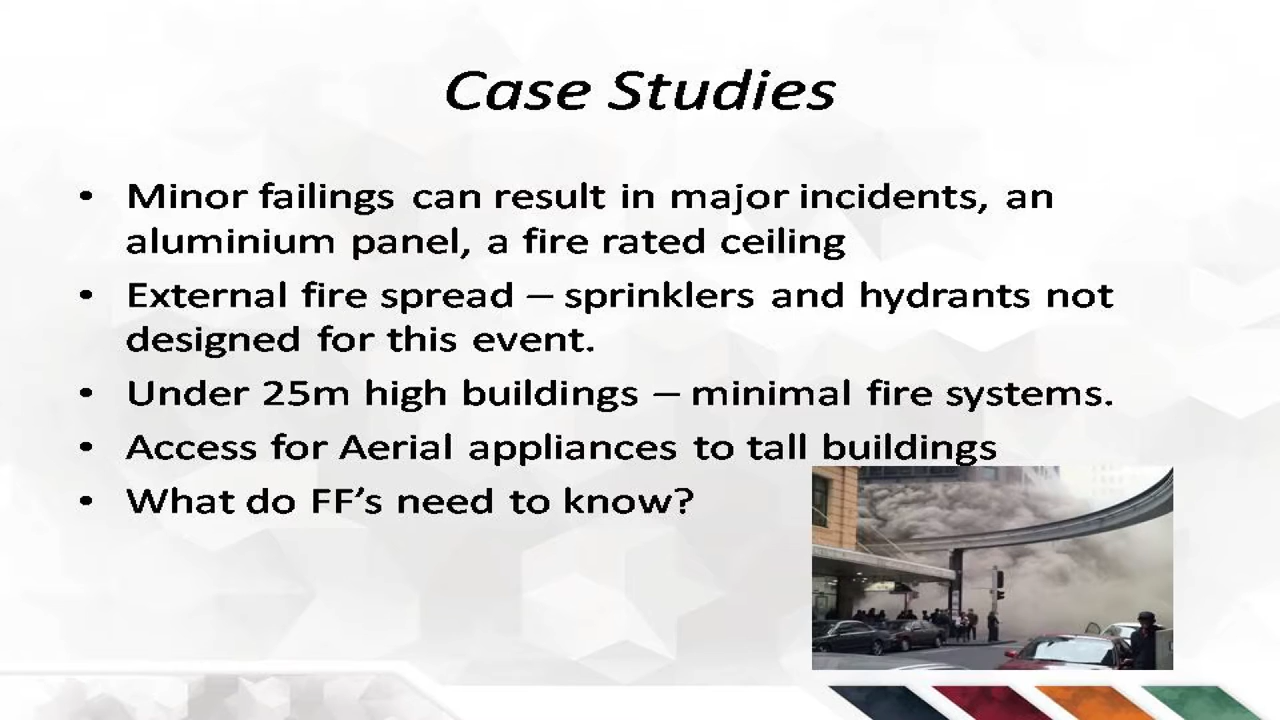 Case Studies
• Minor failings can result in major incidents, an
aluminium panel, a fire rated ceiling
• External fire spread – sprinklers and hydrants not
designed for this event.
• Under 25m high buildings – minimal fire systems.
• Access for Aerial appliances to tall buildings
• What do FF’s need to know?